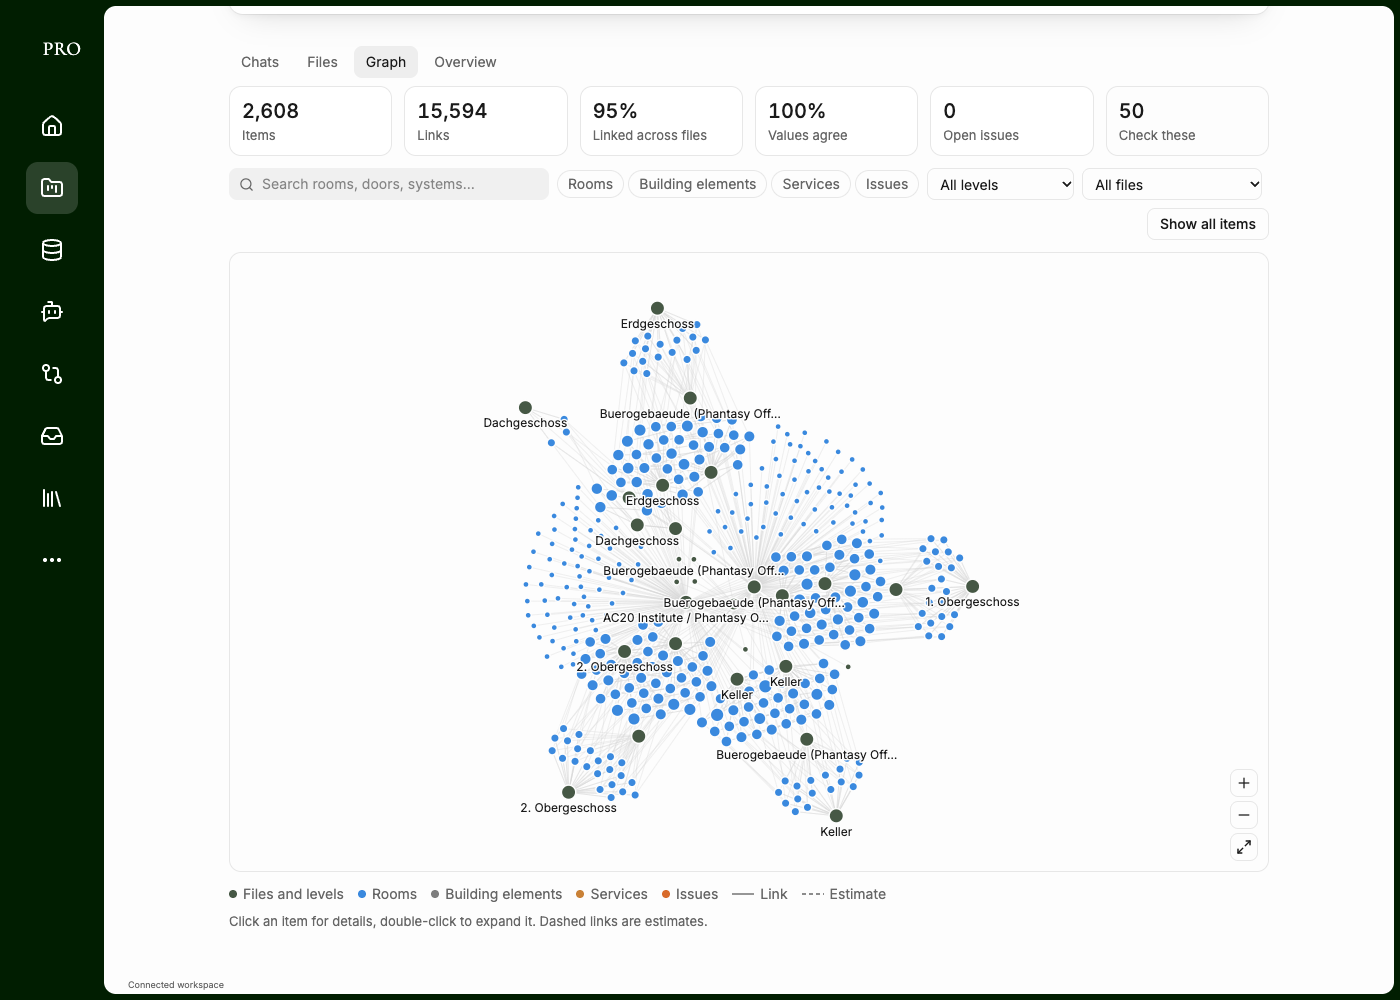 PRO
Chats Files Graph Overview
2,608 15,594 95% 100% 0 50
Items Links Linked across files Values agree Open issues Check these
Search rooms, doors, systems... Rooms Building elements Services Issues All levels All files
Show all items
Erdgeschoss
Buerogebaeude (Phantasy Off...
Dachgeschoss
Erdgeschoss
Dachgeschoss
Buerogebaeude (Phantasy Off...
Buerogebaeude (Phantasy Off...
1. Obergeschoss
AC20 Institute / Phantasy O...
2. Obergeschoss
Keller
Keller
Buerogebaeude (Phantasy Off...
2. Obergeschoss
Keller
Files and levels Rooms Building elements Services Issues Link Estimate
Click an item for details, double-click to expand it. Dashed links are estimates.
Connected workspace